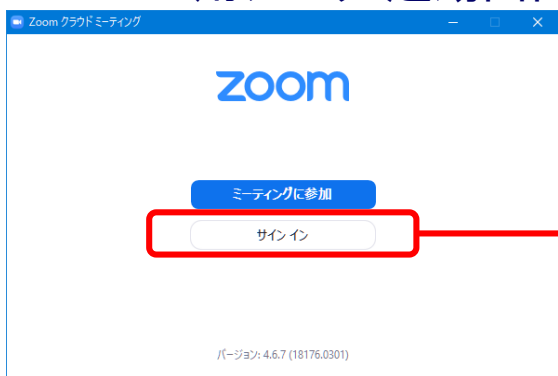 Zoom クラウド ミーティング
zoom
ミーティングに参加
サイン イン
バージョン: 4.6.7 (18176.0301)